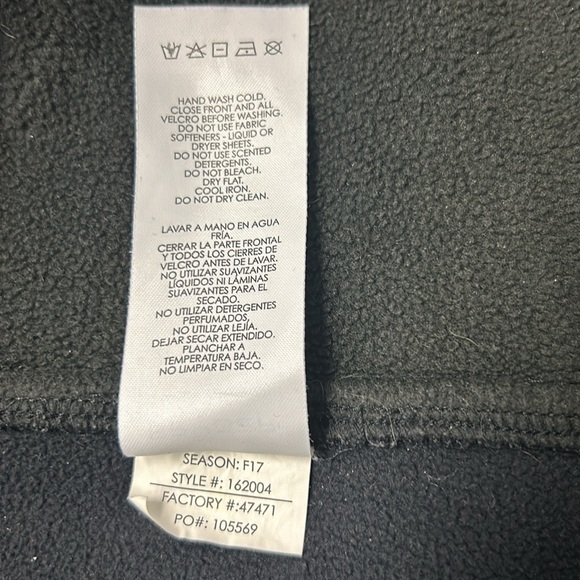 HAND WASH COLD.
CLOSE FRONT AND ALL
VELCRO BEFORE WASHING.
DO NOT USE FABRIC
SOFTENERS - LIQUID OR
DRYER SHEETS.
DO NOT USE SCENTED
DETERGENTS.
DO NOT BLEACH.
DRY FLAT.
COOL IRON.
DO NOT DRY CLEAN.
LAVAR A MANO EN AGUA
FRÍA.
CERRAR LA PARTE FRONTAL
Y TODOS LOS CIERRES DE
VELCRO ANTES DE LAVAR.
NO UTILIZAR SUAVIZANTES
LÍQUIDOS NI LÁMINAS
SUAVIZANTES PARA EL
SECADO.
NO UTILIZAR DETERGENTES
PERFUMADOS,
NO UTILIZAR LEJÍA.
DEJAR SECAR EXTENDIDO.
PLANCHAR A
TEMPERATURA BAJA.
NO LIMPIAR EN SECO.
SEASON: F17
STYLE #: 162004
FACTORY #:47471
PO#: 105569